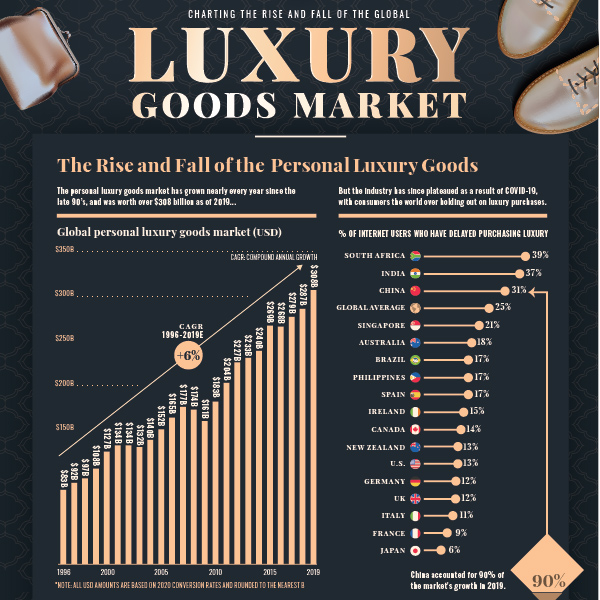 CHARTING THE RISE AND FALL OF THE GLOBAL
LUXURY
GOODS MARKET
The Rise and Fall of the Personal Luxury Goods
The personal luxury goods market has grown nearly every year since the
late 90's, and was worth over $308 billion as of 2019...
But the industry has since plateaued as a result of COVID-19,
with consumers the world over holding out on luxury purchases.
Global personal luxury goods market (USD)
$350B
CAGR: COMPOUND ANNUAL GROWTH
$300B
$250B
$200B
$150B
CAGR
1996-2019E
+6%
$83B
$92B
$97B
$108B
$127B
$134B
$134B
$132B
$140B
$152B
$165B
$177B
$174B
$161B
$183B
$204B
$227B
$233B
$240B
$269B
$268B
$279B
$287B
$308B
1996
2000
2005
2010
2015
2019
*NOTE: ALL USD AMOUNTS ARE BASED ON 2020 CONVERSION RATES AND ROUNDED TO THE NEAREST B
% OF INTERNET USERS WHO HAVE DELAYED PURCHASING LUXURY
SOUTH AFRICA 39%
INDIA 37%
CHINA 31%
GLOBAL AVERAGE 25%
SINGAPORE 21%
AUSTRALIA 18%
BRAZIL 17%
PHILIPPINES 17%
SPAIN 17%
IRELAND 15%
CANADA 14%
NEW ZEALAND 13%
U.S. 13%
GERMANY 12%
UK 12%
ITALY 11%
FRANCE 9%
JAPAN 6%
China accounted for 90% of
the market's growth in 2019.
90%